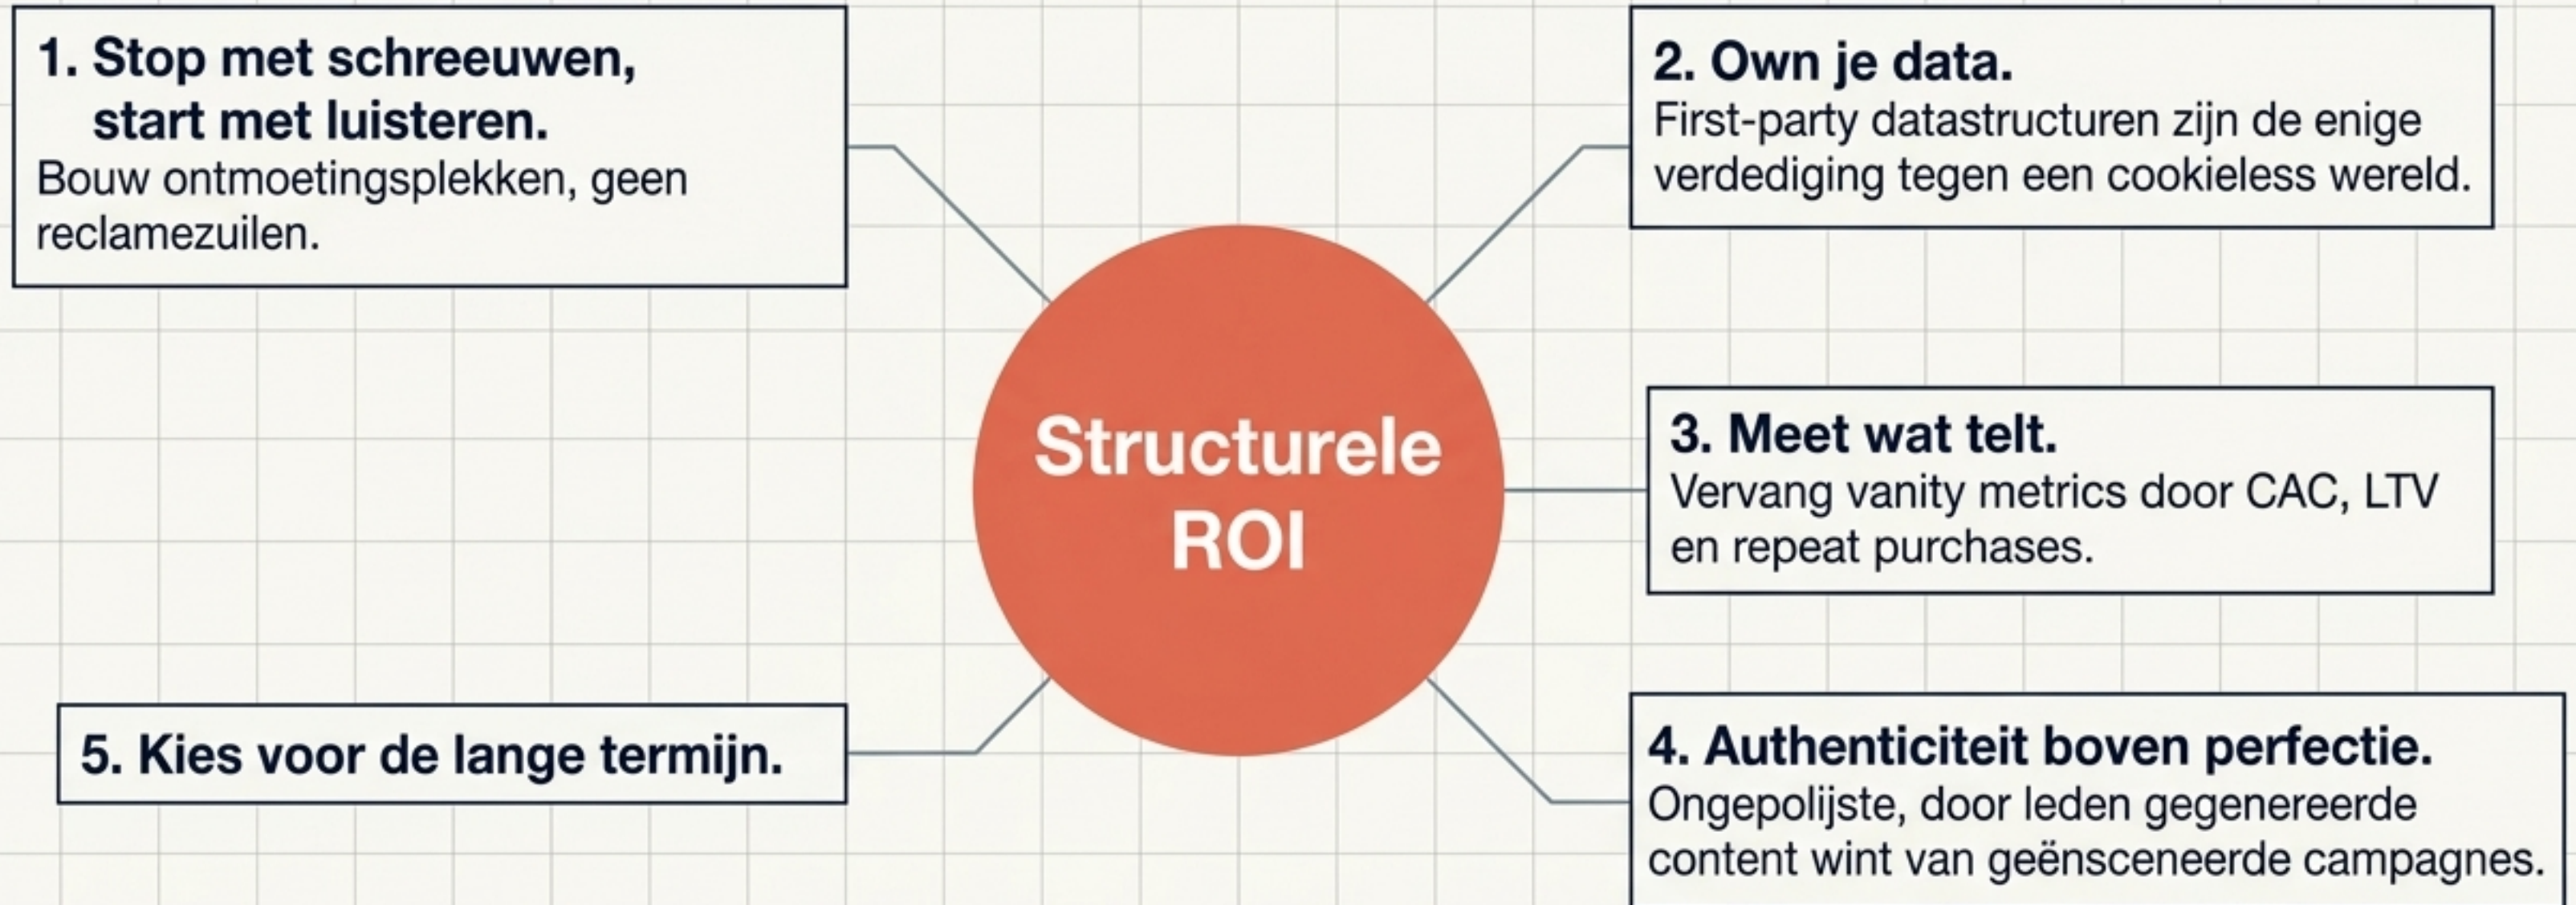 1. Stop met schreeuwen,
start met luisteren.
Bouw ontmoetingsplekken, geen
reclamezuilen.
2. Own je data.
First-party datastructuren zijn de enige
verdediging tegen een cookieless wereld.
Structurele
ROI
3. Meet wat telt.
Vervang vanity metrics door CAC, LTV
en repeat purchases.
4. Authenticiteit boven perfectie.
Ongepolijste, door leden gegenereerde
content wint van geënsceneerde campagnes.
5. Kies voor de lange termijn.